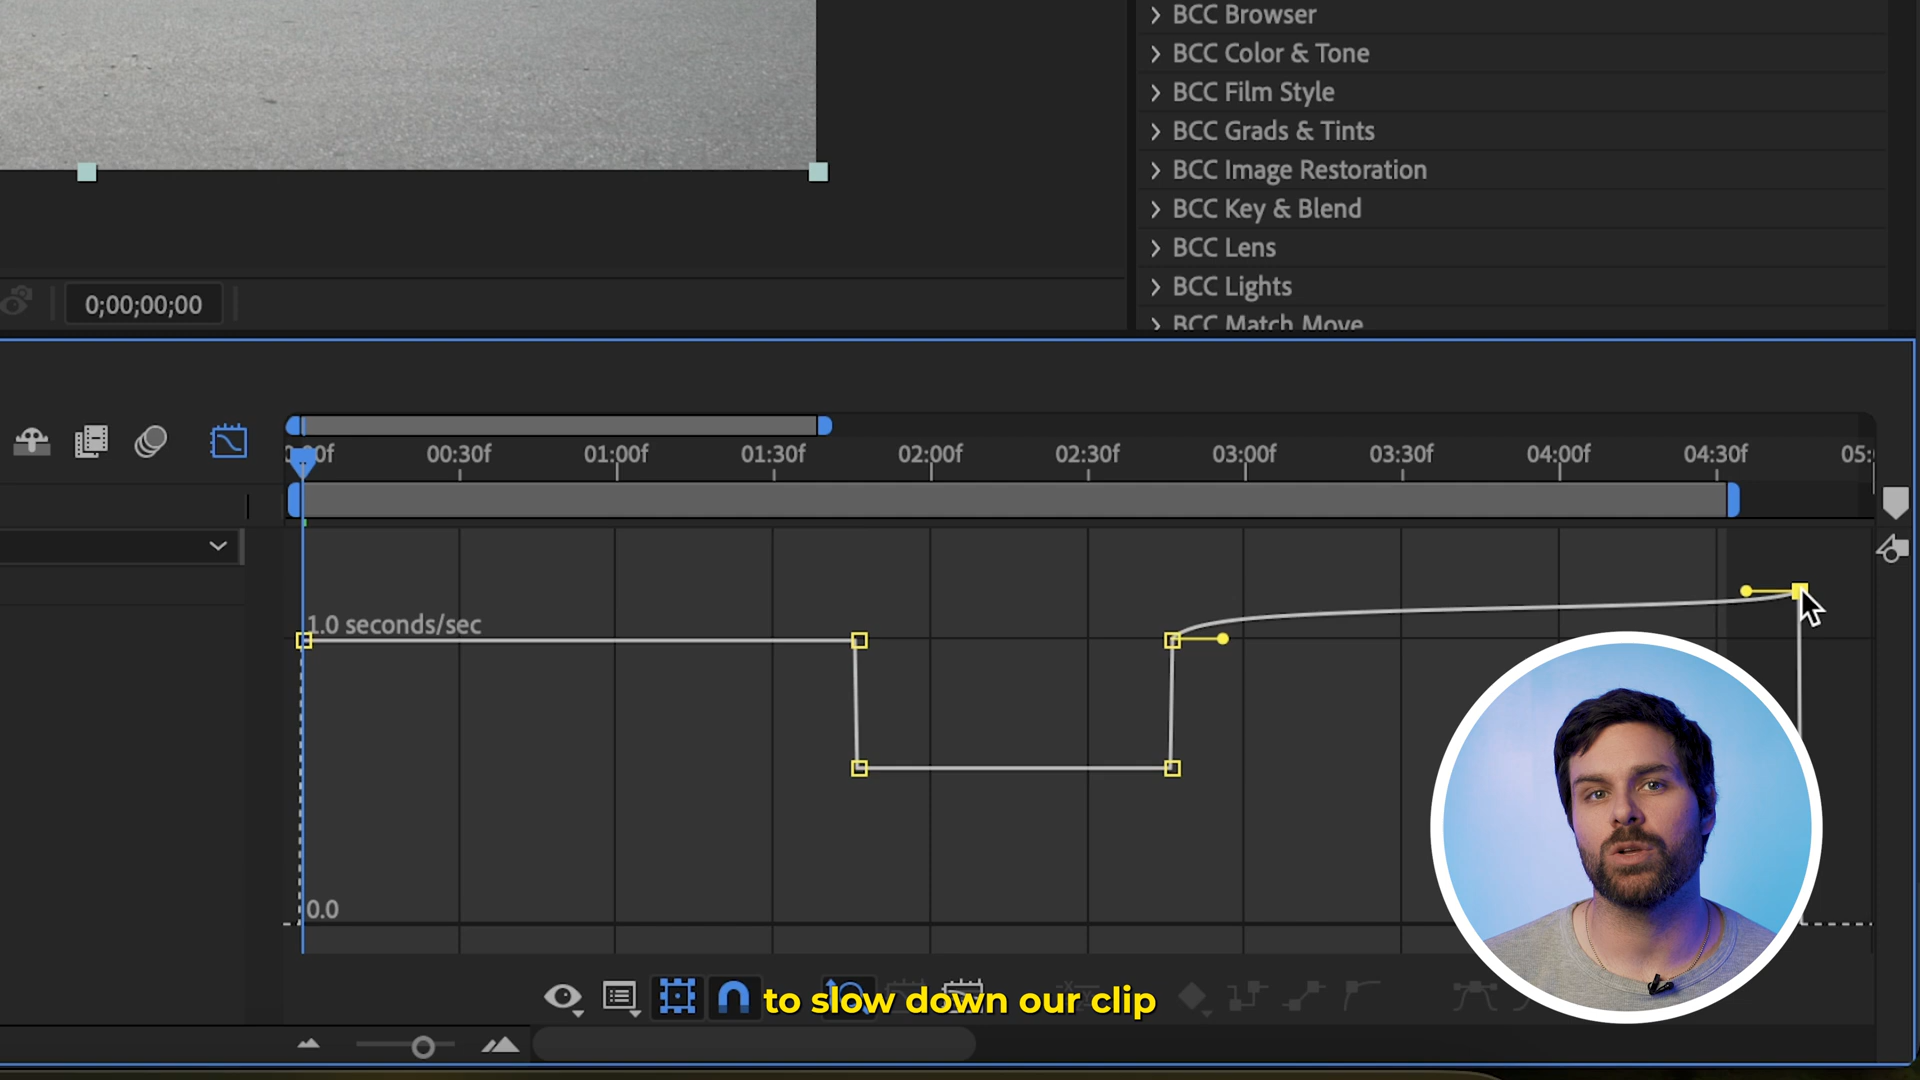 BCC Browser
BCC Color & Tone
BCC Film Style
BCC Grads & Tints
BCC Image Restoration
BCC Key & Blend
BCC Lens
BCC Lights
BCC Match Move
0;00;00;00
00:30f 01:00f 01:30f 02:00f 02:30f 03:00f 03:30f 04:00f 04:30f
1.0 seconds/sec
0.0
to slow down our clip